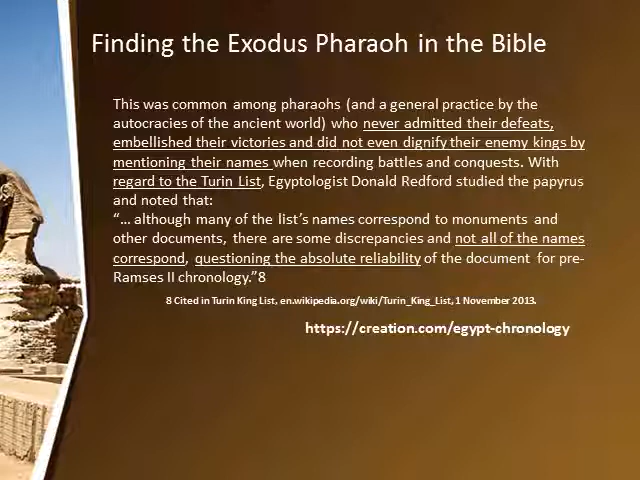 Finding the Exodus Pharaoh in the Bible
This was common among pharaohs (and a general practice by the
autocracies of the ancient world) who never admitted their defeats,
embellished their victories and did not even dignify their enemy kings by
mentioning their names when recording battles and conquests. With
regard to the Turin List, Egyptologist Donald Redford studied the papyrus
and noted that:
“... although many of the list’s names correspond to monuments and
other documents, there are some discrepancies and not all of the names
correspond, questioning the absolute reliability of the document for pre-
Ramses II chronology.”8
8 Cited in Turin King List, en.wikipedia.org/wiki/Turin_King_List, 1 November 2013.
https://creation.com/egypt-chronology